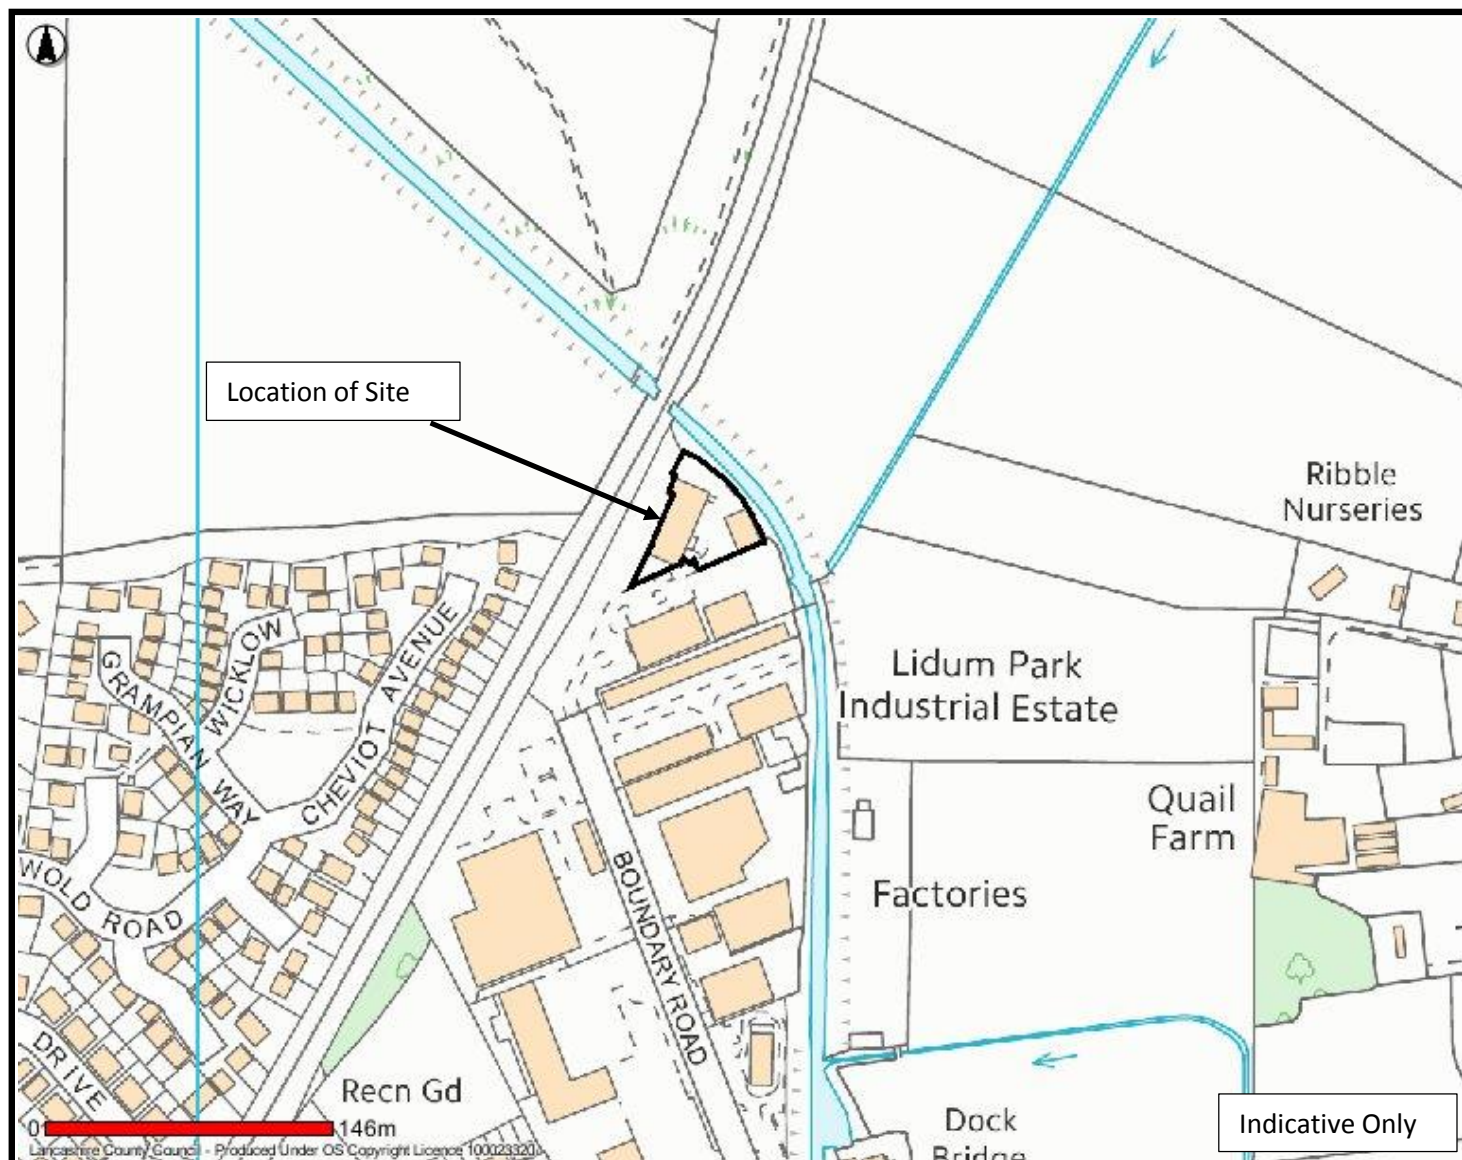 Location of Site
Ribble
Nurseries
WICKLOW
GRAMPIAN WAY
CHEVIOT AVENUE
Lidum Park
Industrial Estate
Quail
Farm
WOLD ROAD
BOUNDARY ROAD
Factories
DRIVE
Recn Gd
0
146m
Indicative Only
Dock
Bridge
Lancashire County Council - Produced Under OS Copyright Licence 100023320